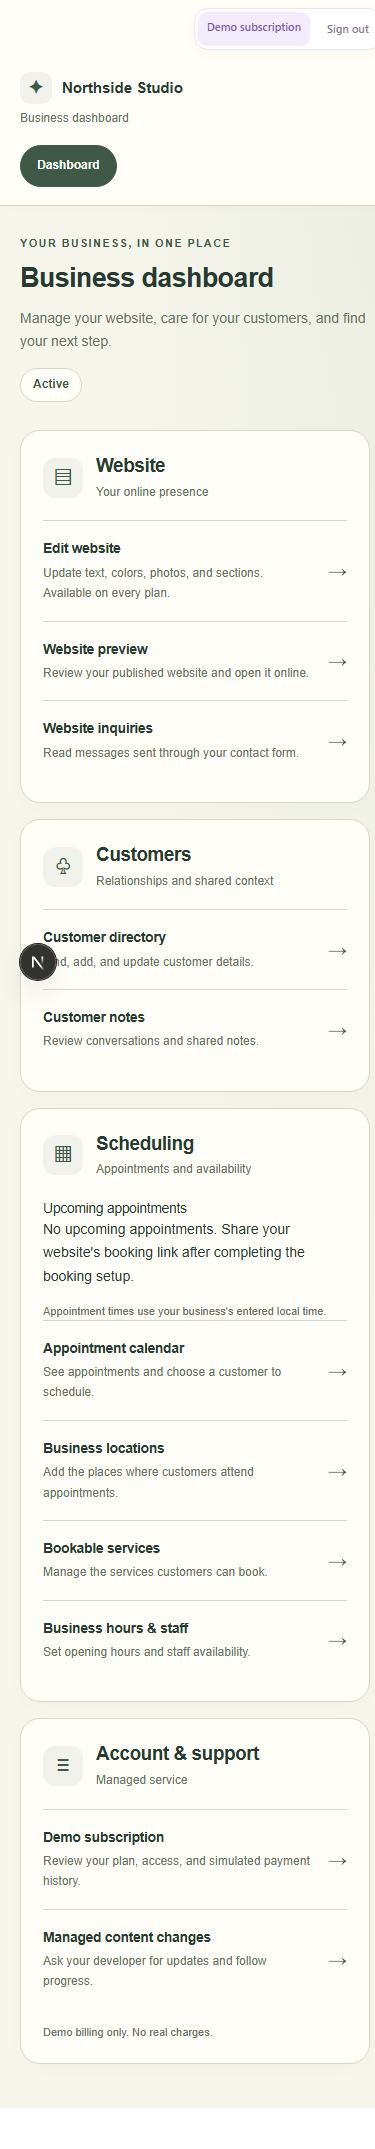 Demo subscription Sign out
Northside Studio
Business dashboard
Dashboard
YOUR BUSINESS, IN ONE PLACE
Business dashboard
Manage your website, care for your customers, and find
your next step.
Active
Website
Your online presence
Edit website
Update text, colors, photos, and sections.
Available on every plan.
Website preview
Review your published website and open it online.
Website inquiries
Read messages sent through your contact form.
Customers
Relationships and shared context
Customer directory
N add, and update customer details.
Customer notes
Review conversations and shared notes.
Scheduling
Appointments and availability
Upcoming appointments
No upcoming appointments. Share your
website's booking link after completing the
booking setup.
Appointment times use your business's entered local time.
Appointment calendar
See appointments and choose a customer to
schedule.
Business locations
Add the places where customers attend
appointments.
Bookable services
Manage the services customers can book.
Business hours & staff
Set opening hours and staff availability.
Account & support
Managed service
Demo subscription
Review your plan, access, and simulated payment
history.
Managed content changes
Ask your developer for updates and follow
progress.
Demo billing only. No real charges.